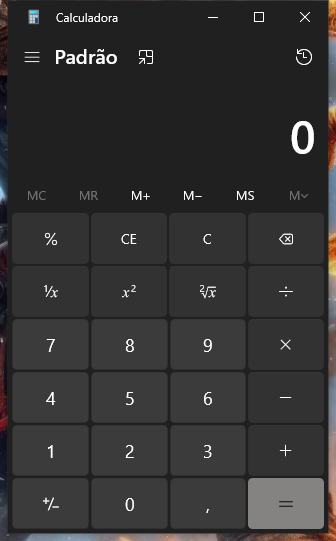 Calculadora
Padrão
0
MC MR M+ M− MS M
% CE C
¹/x x² ²√x ÷
7 8 9 ×
4 5 6 −
1 2 3 +
+/− 0 , =